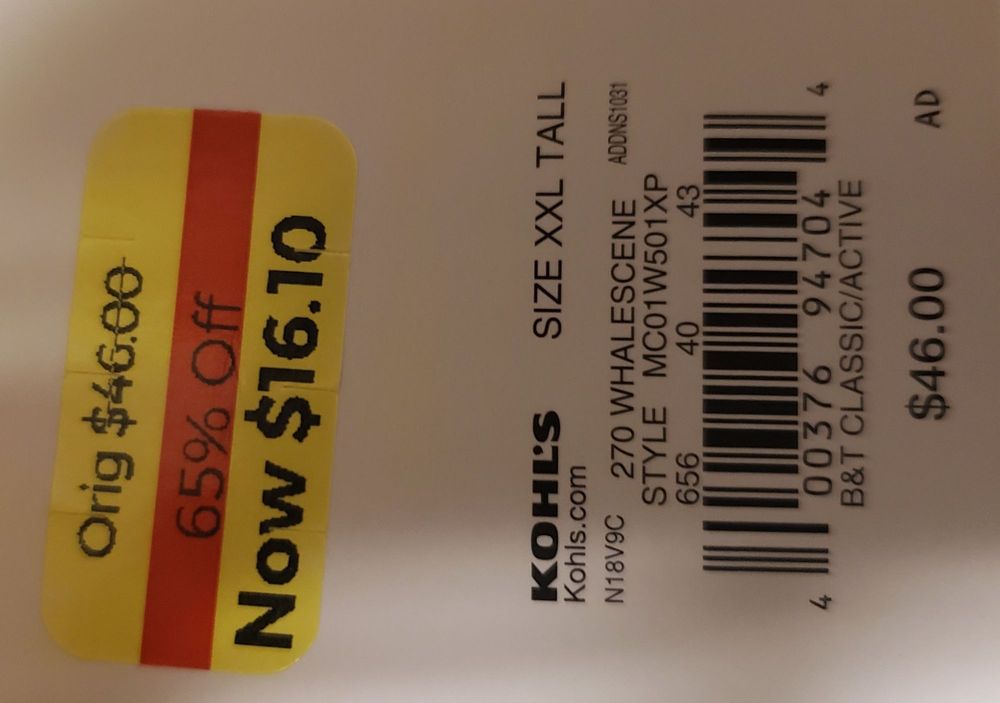 Orig $46.00
65% Off
Now $16.10
KOHL'S SIZE XXL TALL
Kohls.com
N18V9C 270 WHALESCENE ADDNS1031
STYLE MC01W501XP
656 40 43
4 00376 94704 4
B&T CLASSIC/ACTIVE
$46.00 AD